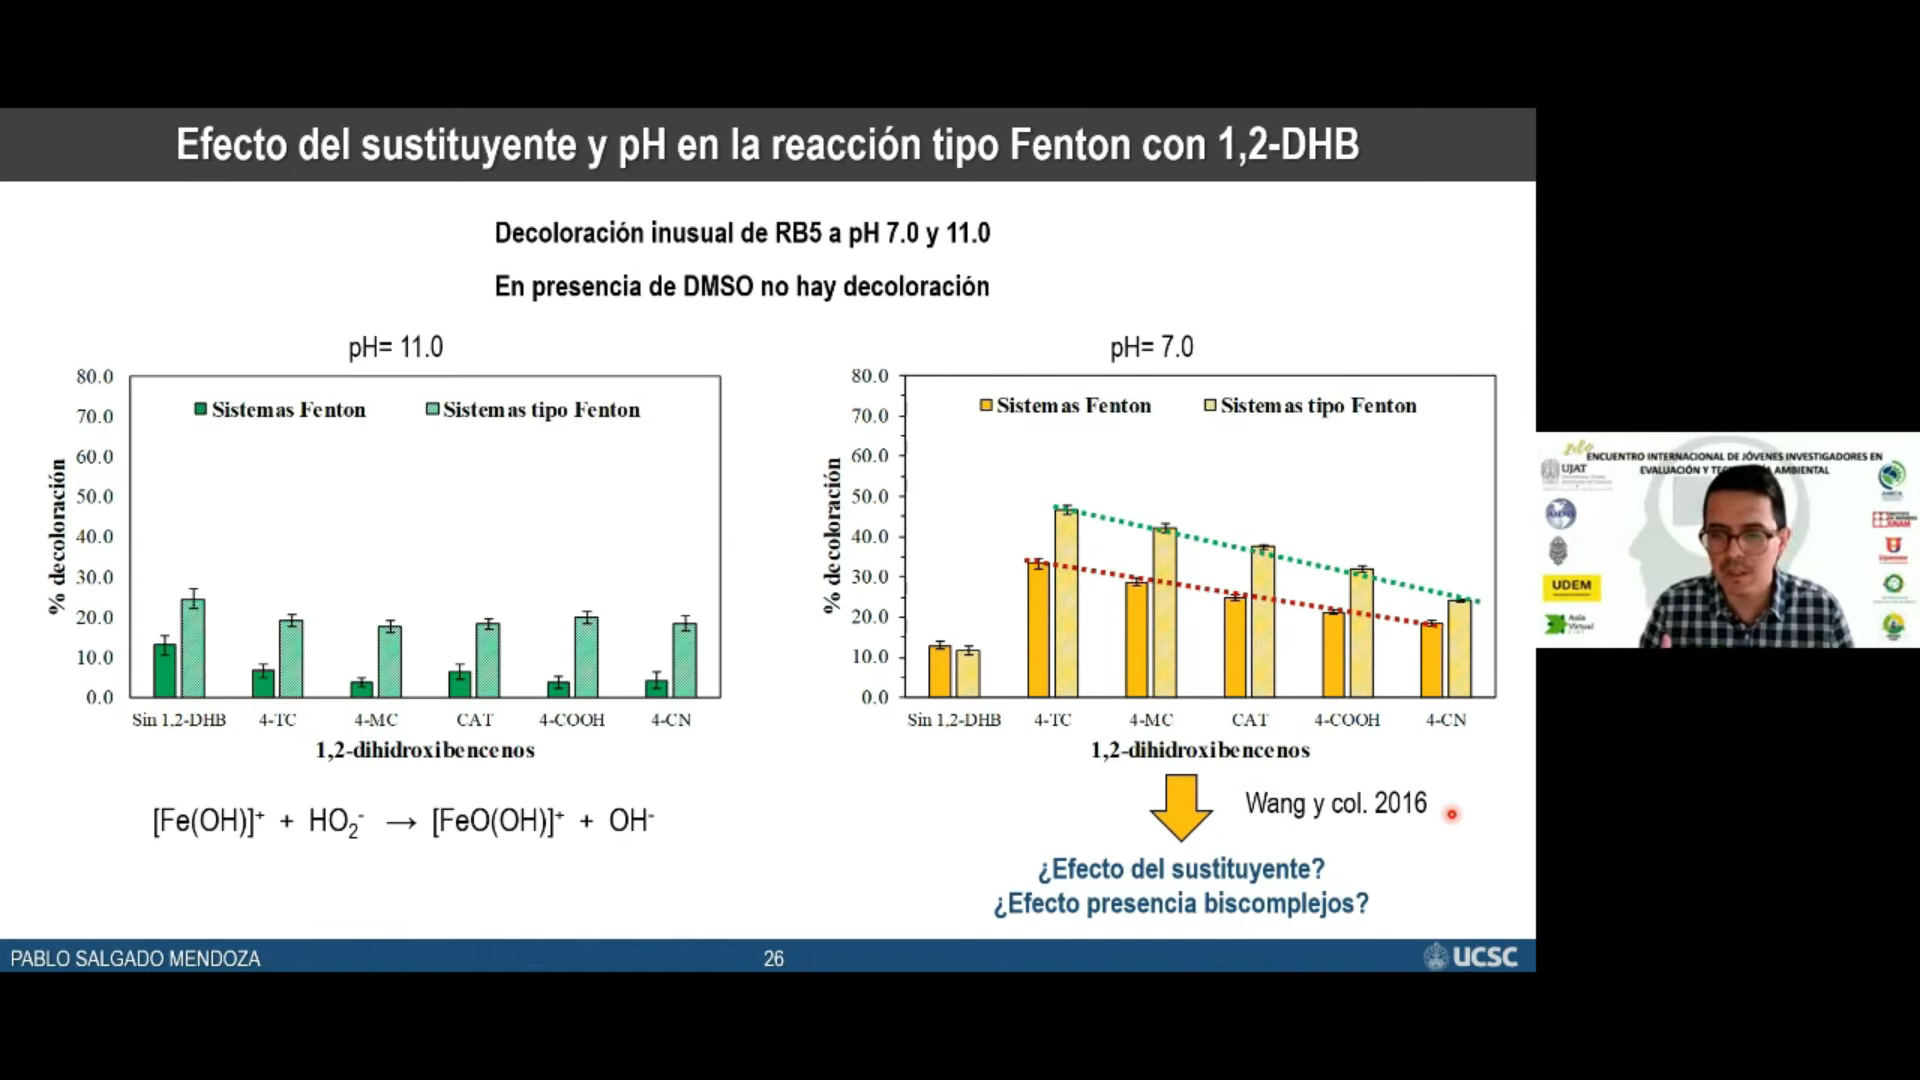 Efecto del sustituyente y pH en la reacción tipo Fenton con 1,2-DHB
Decoloración inusual de RB5 a pH 7.0 y 11.0
En presencia de DMSO no hay decoloración
pH= 11.0
80.0
70.0
60.0
50.0
40.0
30.0
20.0
10.0
0.0
% decoloración
Sistemas Fenton
Sistemas tipo Fenton
Sin 1,2-DHB 4-TC 4-MC CAT 4-COOH 4-CN
1,2-dihidroxibencenos
[Fe(OH)]⁺ + HO₂⁻ → [FeO(OH)]⁺ + OH⁻
pH= 7.0
80.0
70.0
60.0
50.0
40.0
30.0
20.0
10.0
0.0
% decoloración
Sistemas Fenton
Sistemas tipo Fenton
Sin 1,2-DHB 4-TC 4-MC CAT 4-COOH 4-CN
1,2-dihidroxibencenos
Wang y col. 2016
¿Efecto del sustituyente?
¿Efecto presencia biscomplejos?
PABLO SALGADO MENDOZA
26
UCSC
ENCUENTRO INTERNACIONAL DE JÓVENES INVESTIGADORES EN
EVALUACIÓN Y AMBIENTAL
UJAT
UDEM
Aula
Virtual
UNAM